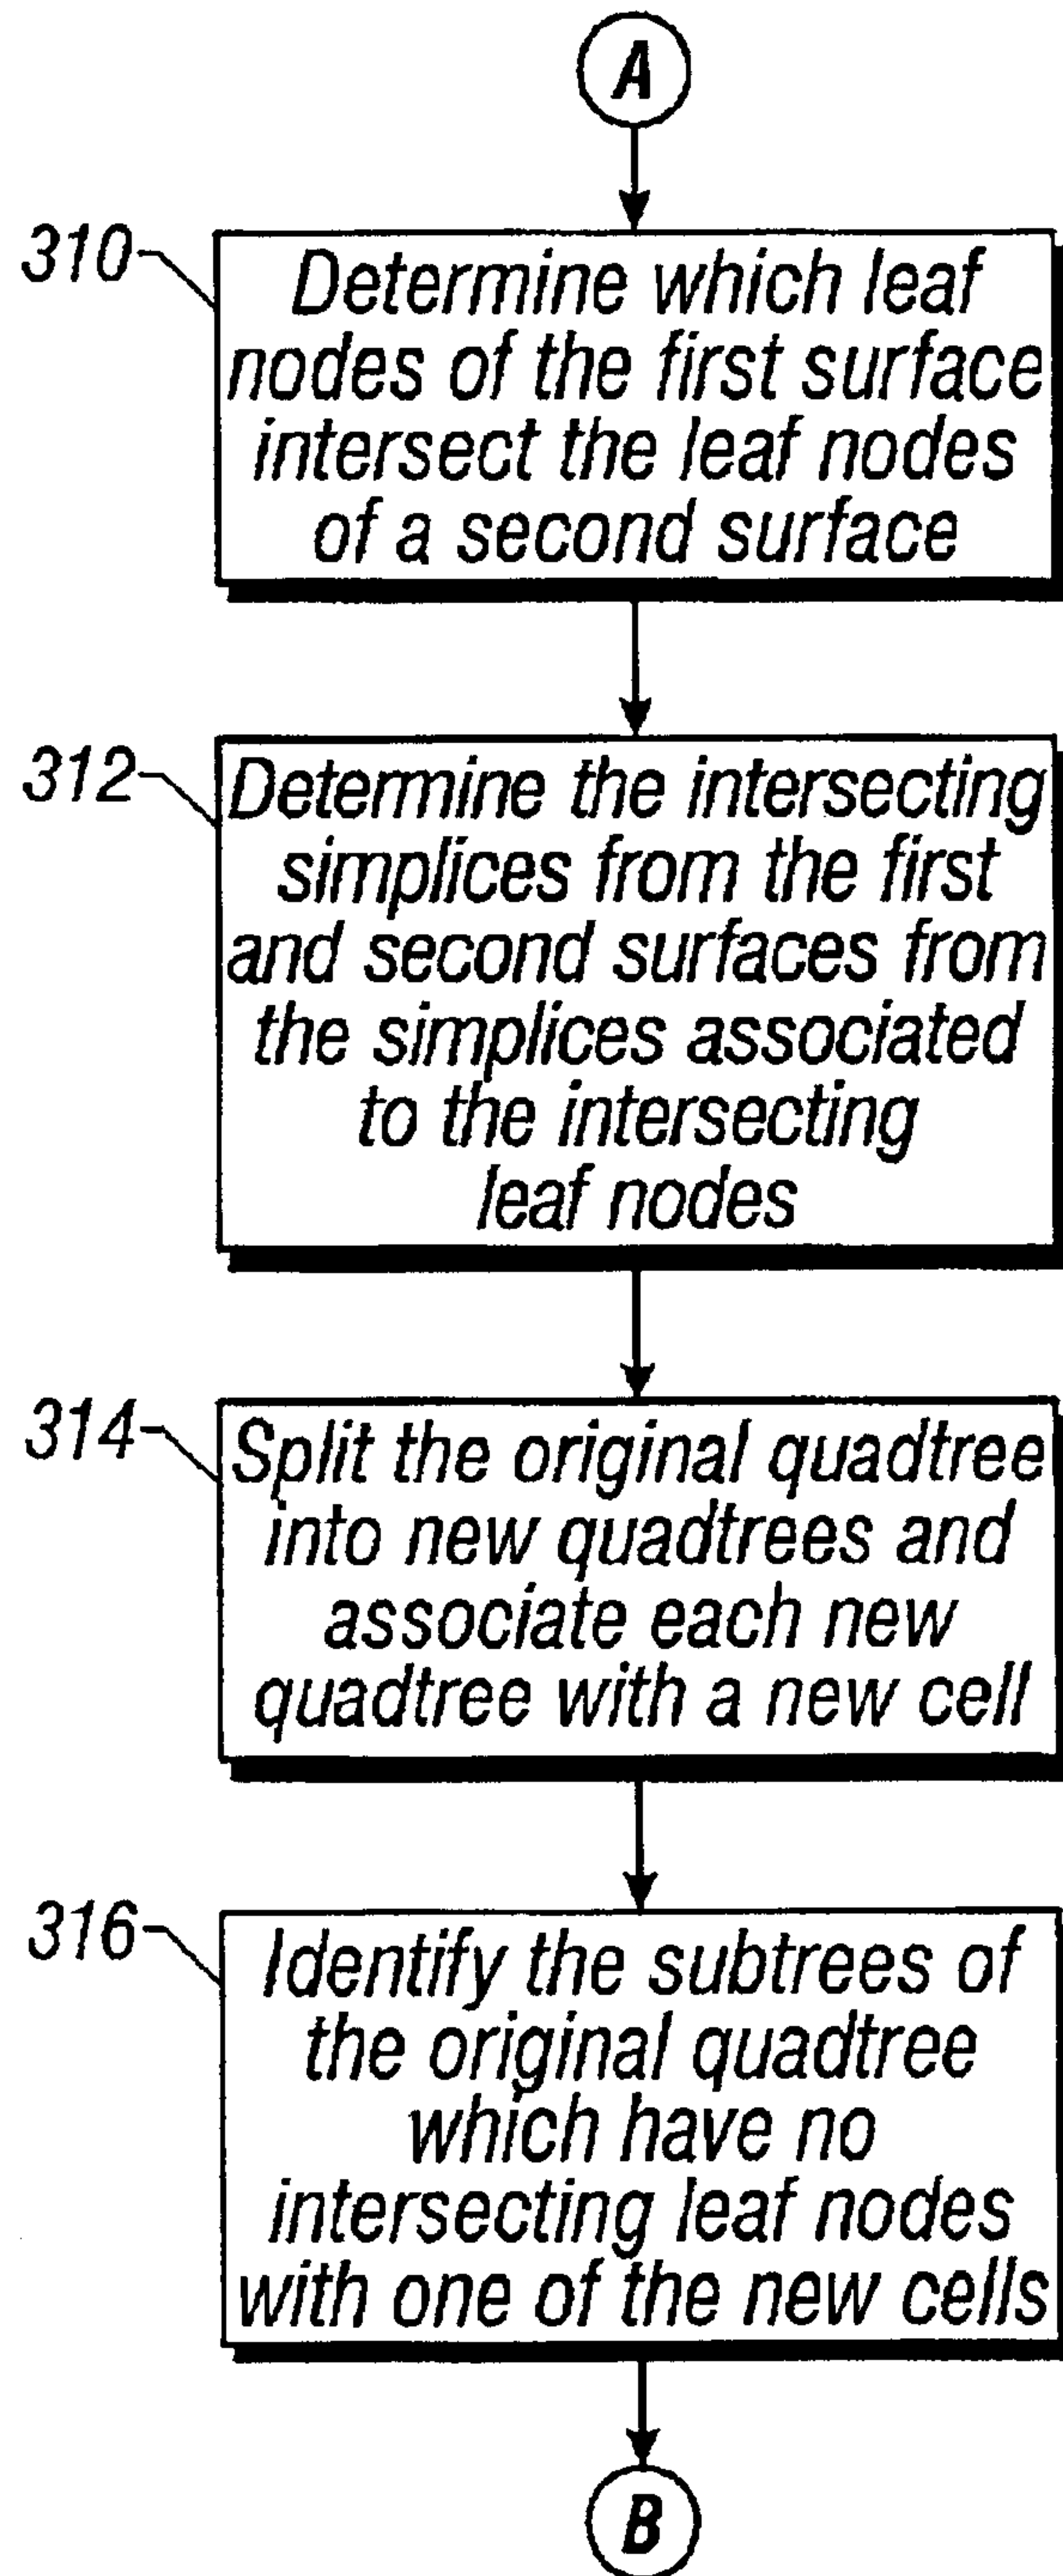 A
310
Determine which leaf
nodes of the first surface
intersect the leaf nodes
of a second surface
312
Determine the intersecting
simplices from the first
and second surfaces from
the simplices associated
to the intersecting
leaf nodes
314
Split the original quadtree
into new quadtrees and
associate each new
quadtree with a new cell
316
Identify the subtrees of
the original quadtree
which have no
intersecting leaf nodes
with one of the new cells
B